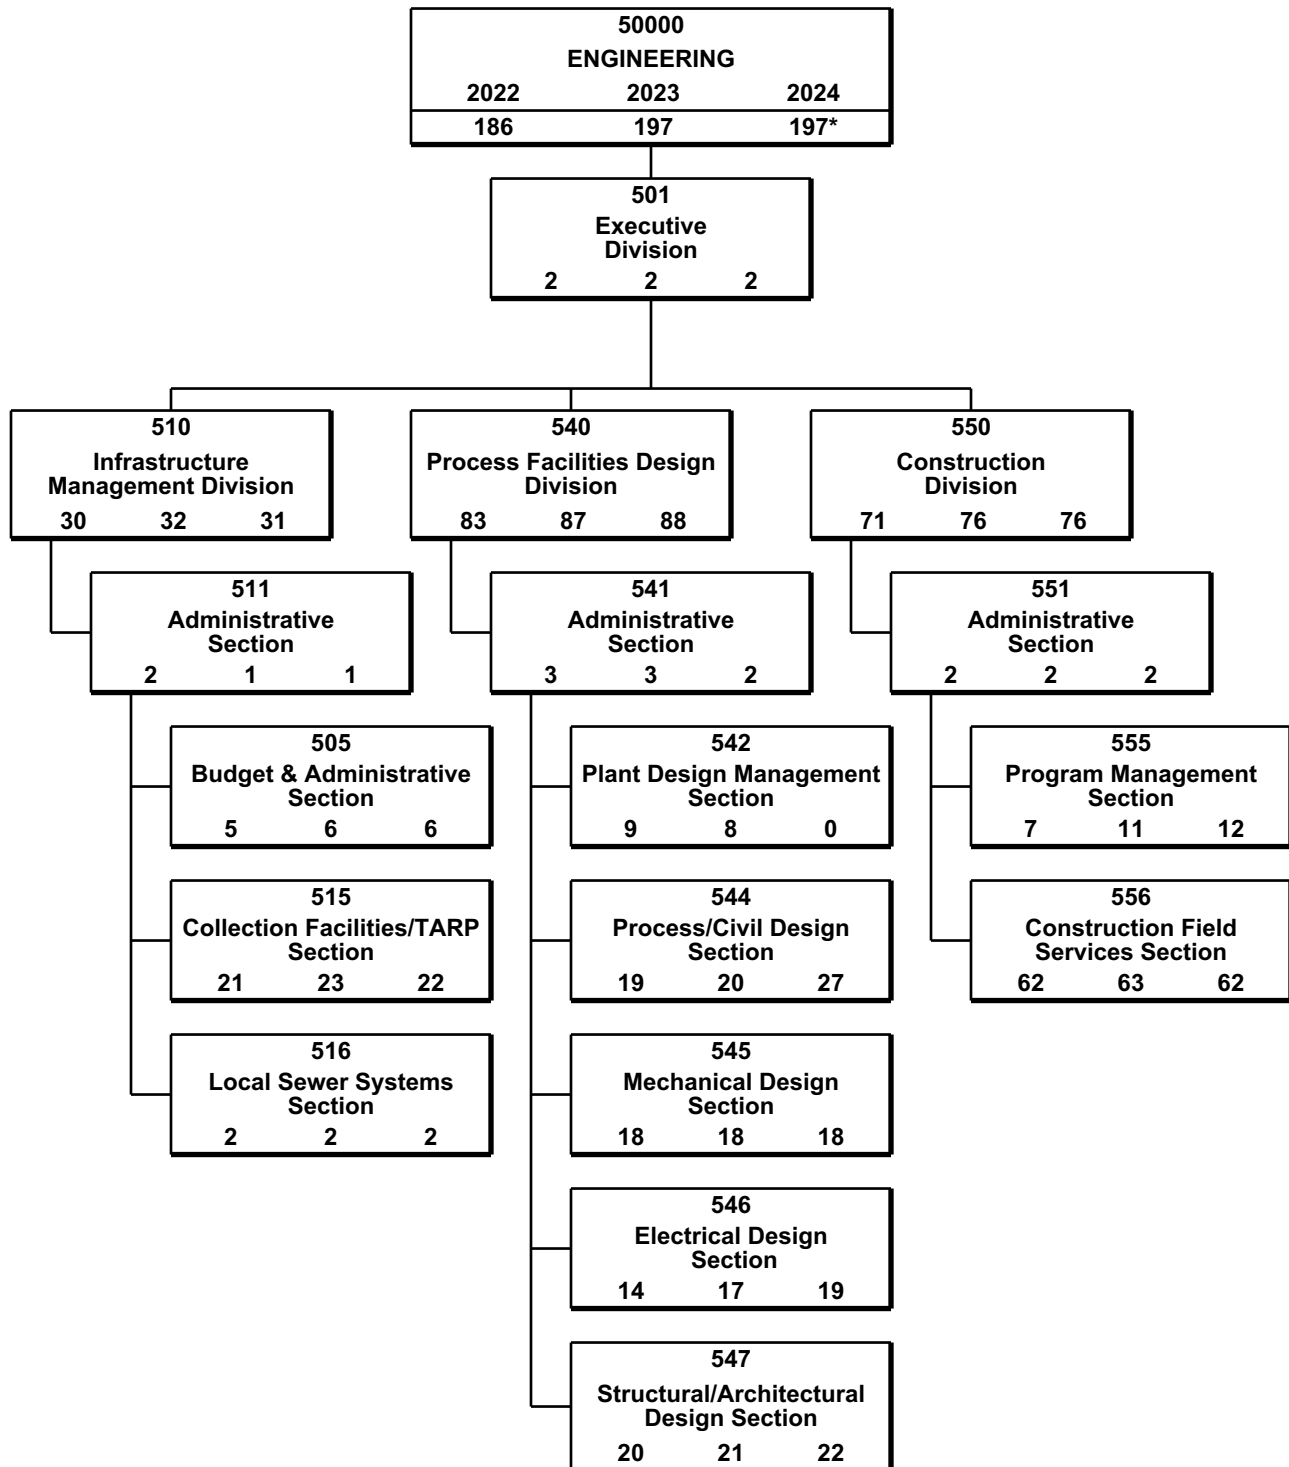 50000
ENGINEERING
2022 2023 2024
186 197 197*
501
Executive
Division
2 2 2
510
Infrastructure
Management Division
30 32 31
540
Process Facilities Design
Division
83 87 88
550
Construction
Division
71 76 76
511
Administrative
Section
2 1 1
541
Administrative
Section
3 3 2
551
Administrative
Section
2 2 2
505
Budget & Administrative
Section
5 6 6
542
Plant Design Management
Section
9 8 0
555
Program Management
Section
7 11 12
515
Collection Facilities/TARP
Section
21 23 22
544
Process/Civil Design
Section
19 20 27
556
Construction Field
Services Section
62 63 62
516
Local Sewer Systems
Section
2 2 2
545
Mechanical Design
Section
18 18 18
546
Electrical Design
Section
14 17 19
547
Structural/Architectural
Design Section
20 21 22